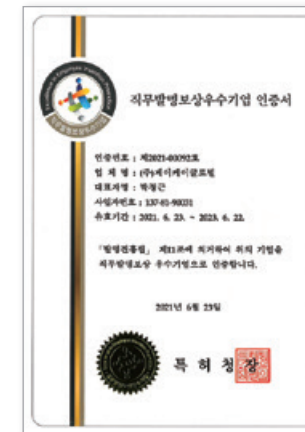 직무발명보상우수기업 인증서
인증번호 : 제2021-00092호
업 체 명 : (주)제이케이글로벌
대표자명 :
사업자번호 : 137-81-90031
유효기간 : 2021. 6. 23. ~ 2023. 6. 22.
「발명진흥법」 제11조에 의거하여 위의 기업을
직무발명보상 우수기업으로 인증합니다.
2021년 6월 23일
특 허 청 장